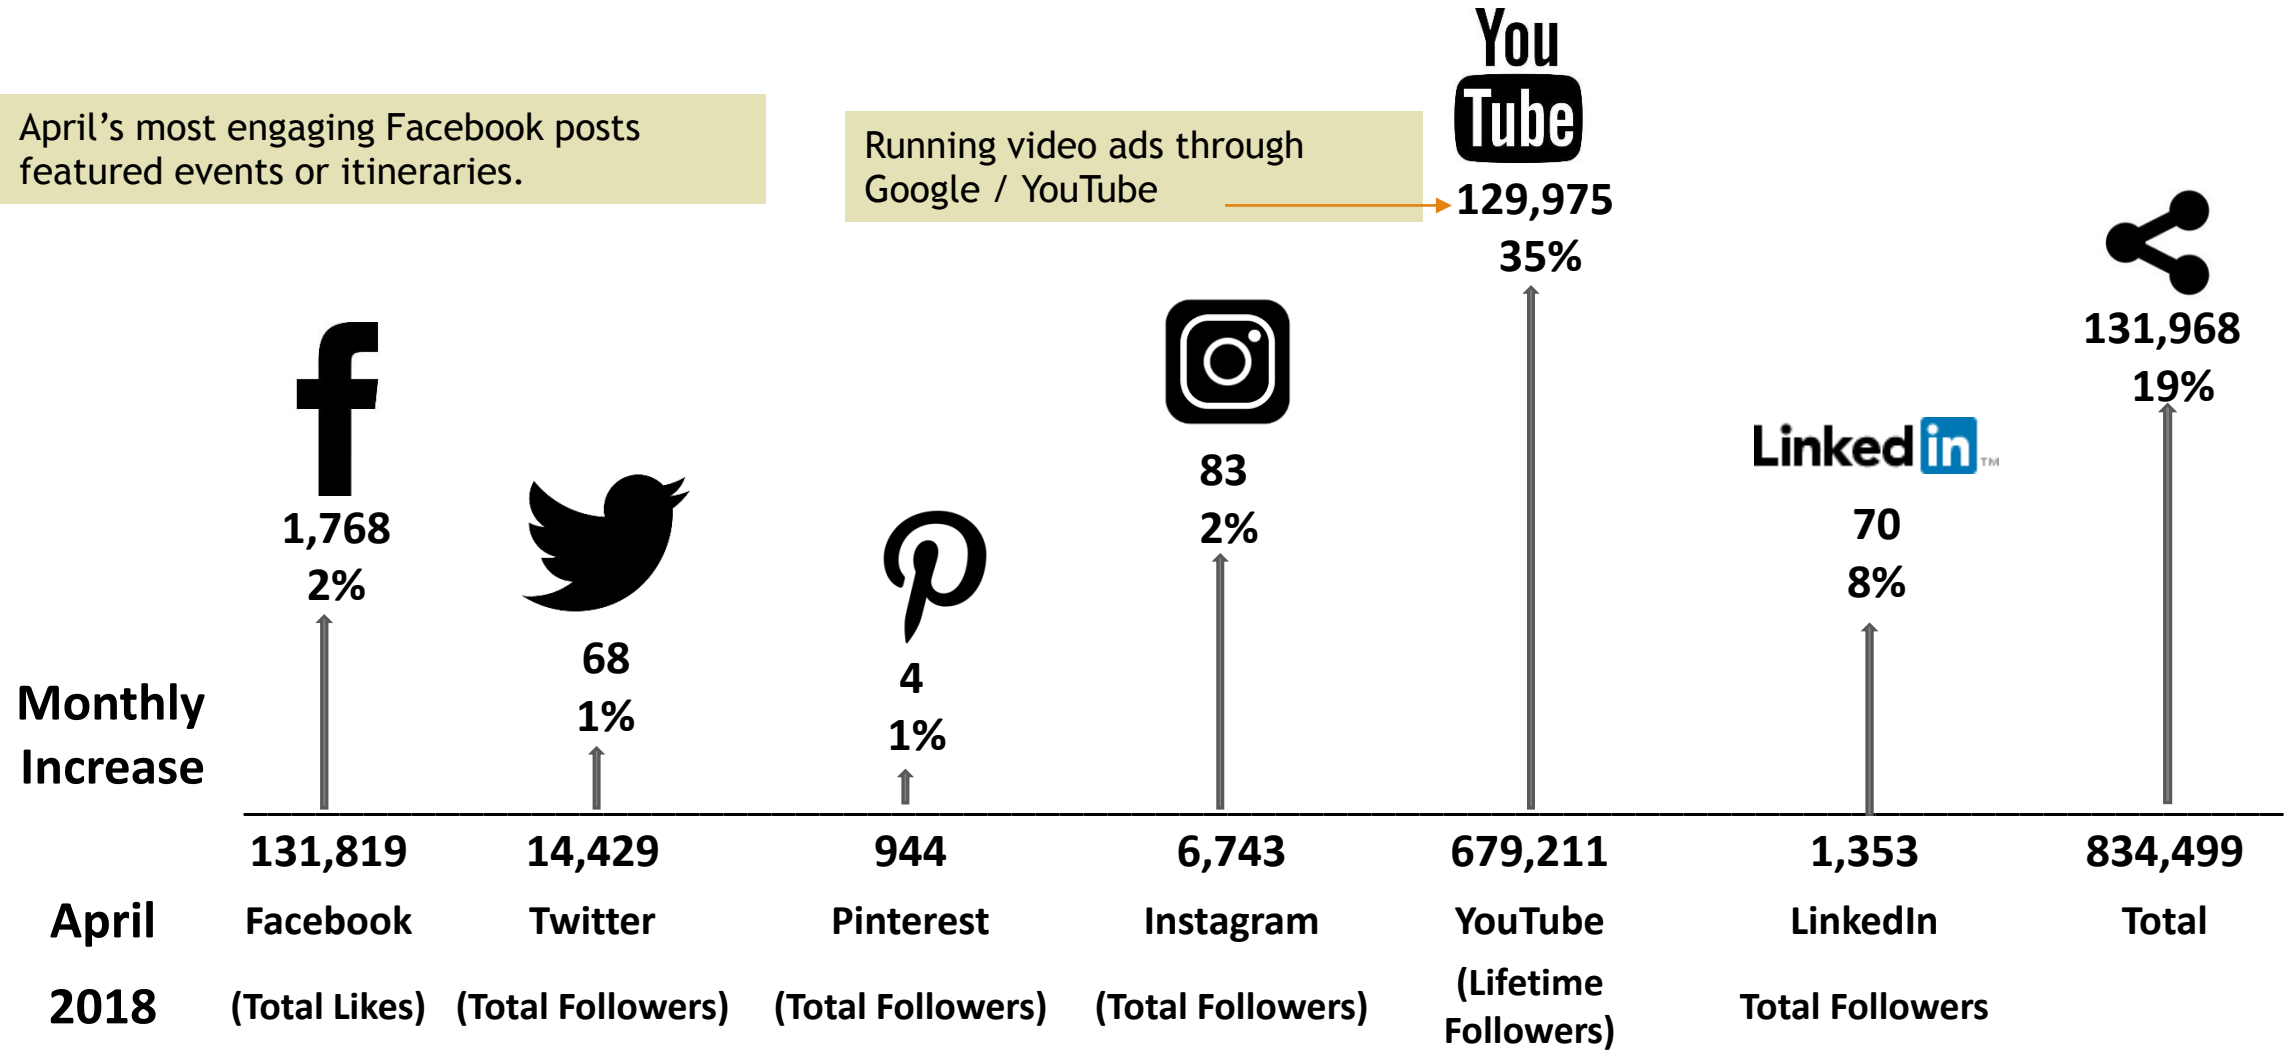 You
Tube
April's most engaging Facebook posts
featured events or itineraries.
Running video ads through
Google / YouTube
129,975
35%
131,968
19%
Linked in TM
83
2%
70
8%
1,768
2%
68
1%
4
1%
Monthly
Increase
131,819 14,429 944 6,743 679,211 1,353 834,499
April Facebook Twitter Pinterest Instagram YouTube LinkedIn Total
2018 (Total Likes) (Total Followers) (Total Followers) (Total Followers) (Lifetime Total Followers
Followers)